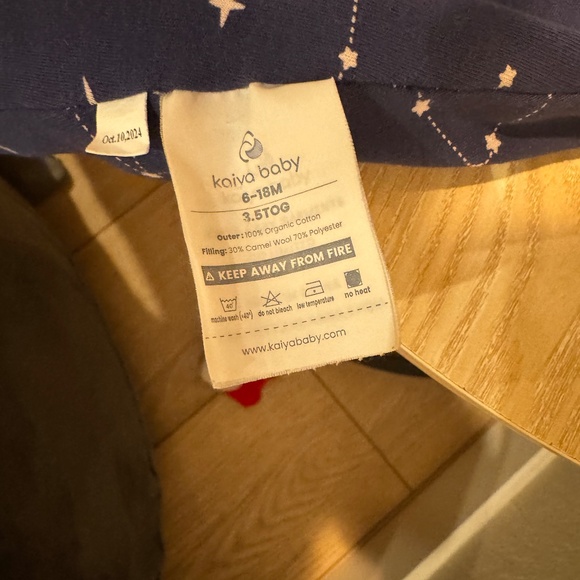 Oct.10,2024
kaiya baby
6-18M
3.5TOG
Outer: 100% Organic Cotton
Filling: 30% Camel Wool 70% Polyester
⚠ KEEP AWAY FROM FIRE
40°
machine wash (<40°)
do not bleach
low temperature
no heat
www.kaiyababy.com